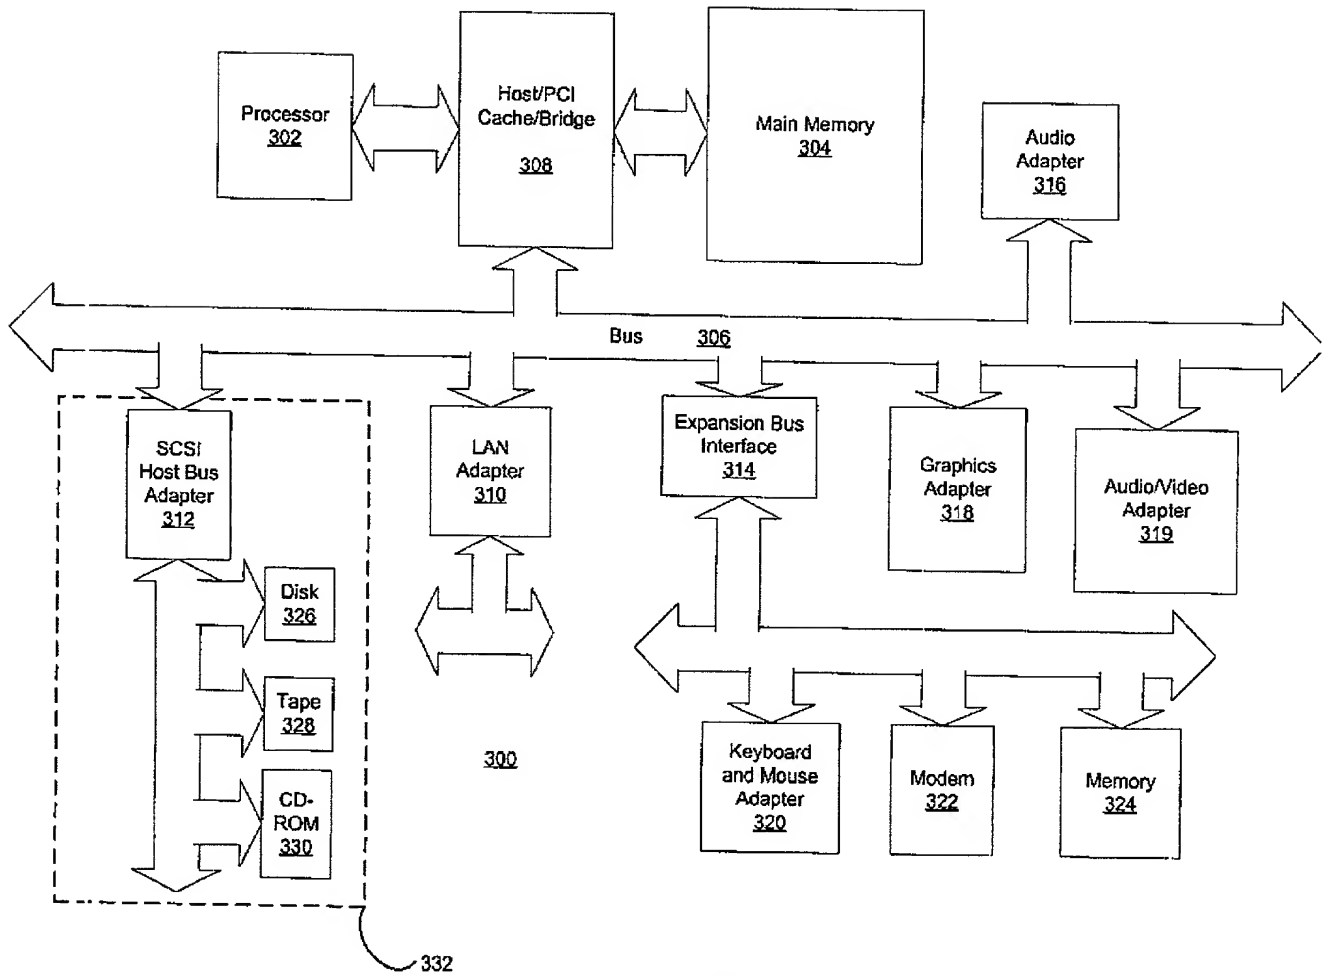 Processor
302
Host/PCI
Cache/Bridge
308
Main Memory
304
Audio
Adapter
316
Bus 306
SCSI
Host Bus
Adapter
312
LAN
Adapter
310
Expansion Bus
Interface
314
Graphics
Adapter
318
Audio/Video
Adapter
319
Disk
326
Tape
328
CD-
ROM
330
300
Keyboard
and Mouse
Adapter
320
Modem
322
Memory
324
332